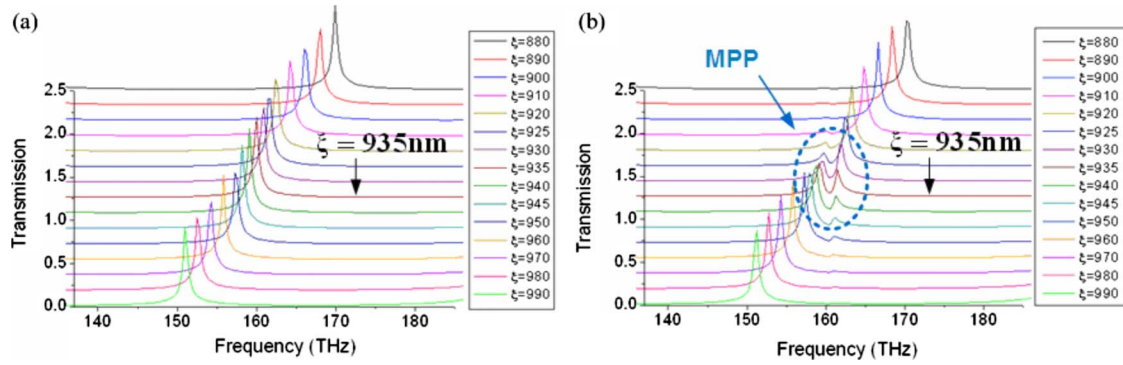 (a)
Transmission
2.5
2.0
1.5
1.0
0.5
0.0
140
150
160
170
180
Frequency (THz)
ξ = 935nm
ξ=880
ξ=890
ξ=900
ξ=910
ξ=920
ξ=925
ξ=930
ξ=935
ξ=940
ξ=945
ξ=950
ξ=960
ξ=970
ξ=980
ξ=990
(b)
Transmission
2.5
2.0
1.5
1.0
0.5
0.0
140
150
160
170
180
Frequency (THz)
MPP
ξ = 935nm
ξ=880
ξ=890
ξ=900
ξ=910
ξ=920
ξ=925
ξ=930
ξ=935
ξ=940
ξ=945
ξ=950
ξ=960
ξ=970
ξ=980
ξ=990